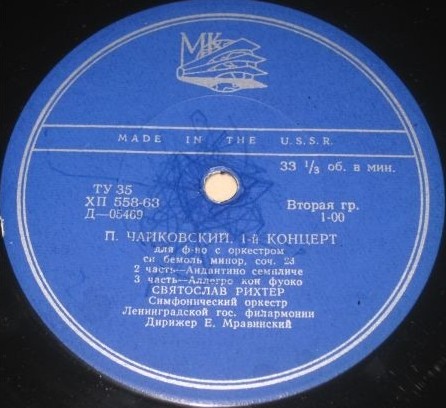 МК
MADE IN THE U.S.S.R.
33 ⅓ об. в мин.
ТУ 35
ХП 558-63
Д—05469
Вторая гр.
1-00
П. ЧАЙКОВСКИЙ. 1-й КОНЦЕРТ
для ф-но с оркестром
си бемоль минор, соч. 23
2 часть—Андантино семпличе
3 часть—Аллегро кон фуоко
СВЯТОСЛАВ РИХТЕР
Симфонический оркестр
Ленинградской гос. филармонии
Дирижер Е. Мравинский